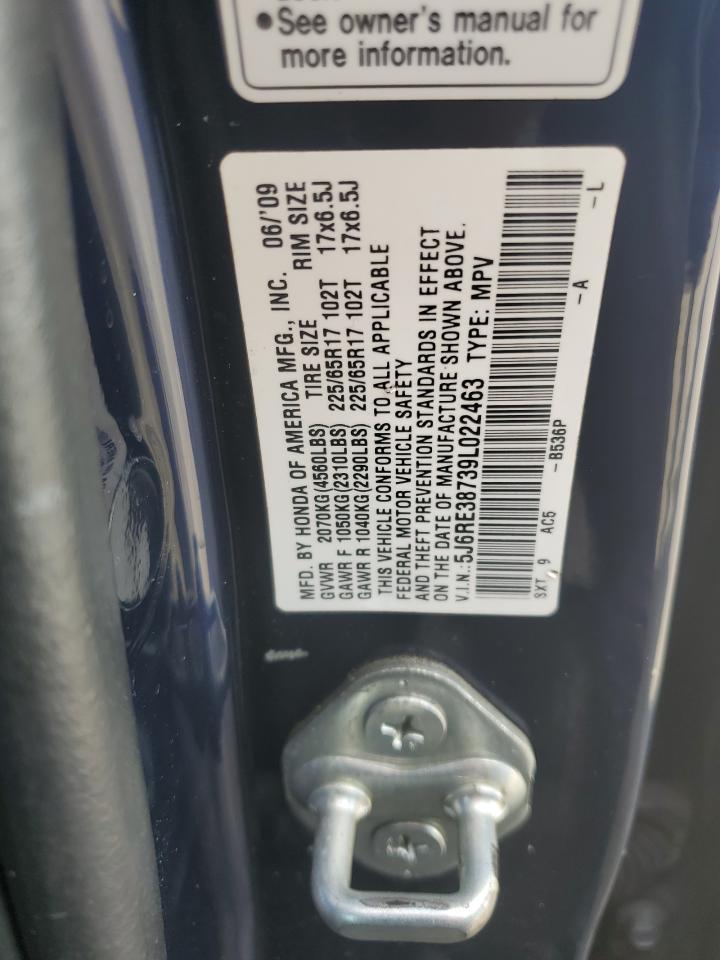 •See owner's manual for
more information.
MFD. BY HONDA OF AMERICA MFG., INC. 06/'09
GVWR 2070KG(4560LBS) TIRE SIZE RIM SIZE
GAWR F 1050KG(2310LBS) 225/65R17 102T 17x6.5J
GAWR R 1040KG(2290LBS) 225/65R17 102T 17x6.5J
THIS VEHICLE CONFORMS TO ALL APPLICABLE
FEDERAL MOTOR VEHICLE SAFETY
AND THEFT PREVENTION STANDARDS IN EFFECT
ON THE DATE OF MANUFACTURE SHOWN ABOVE.
V.I.N.:5J6RE38739L022463 TYPE: MPV
SXT 9 AC5 -B536P -A -L